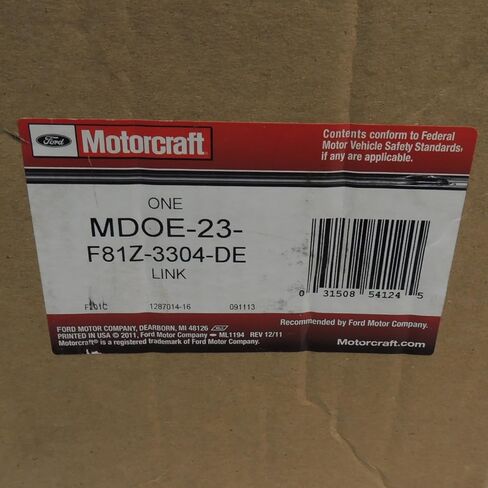 Ford Motorcraft
Contents conform to Federal
Motor Vehicle Safety Standards,
if any are applicable.
ONE
MDOE-23-
F81Z-3304-DE
LINK
0 31508 54124 5
F101C 1287014-16 091113
FORD MOTOR COMPANY, DEARBORN, MI 48126
PRINTED IN USA © 2011, Ford Motor Company ML1194 REV 12/11
Motorcraft® is a registered trademark of Ford Motor Company.
Recommended by Ford Motor Company.
Motorcraft.com